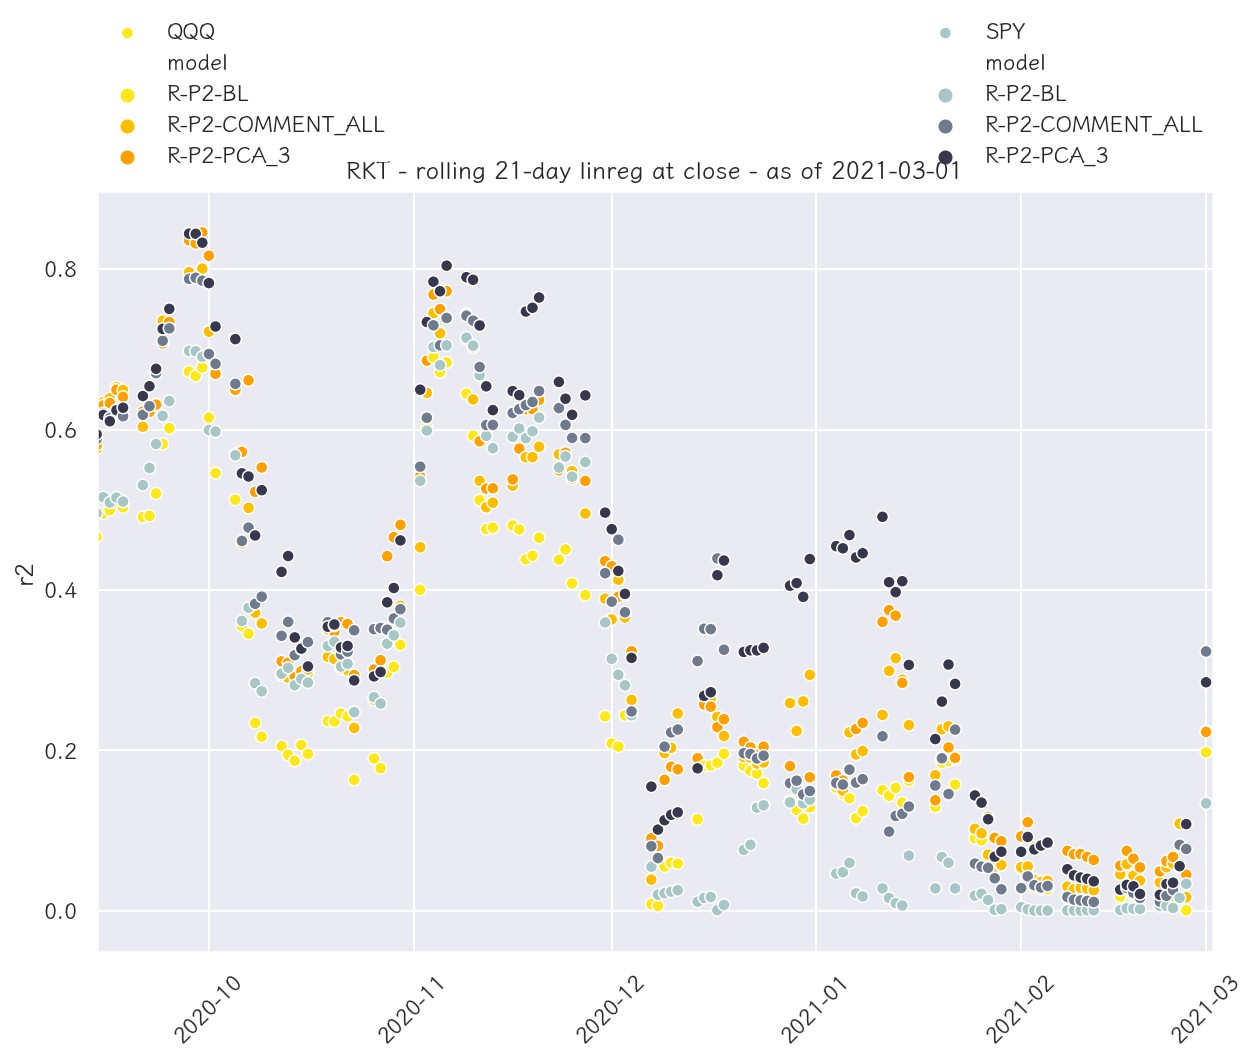 QQQ
model
R-P2-BL
R-P2-COMMENT_ALL
R-P2-PCA_3
SPY
model
R-P2-BL
R-P2-COMMENT_ALL
R-P2-PCA_3
RKT - rolling 21-day linreg at close - as of 2021-03-01
r2
0.8
0.6
0.4
0.2
0.0
2020-10
2020-11
2020-12
2021-01
2021-02
2021-03